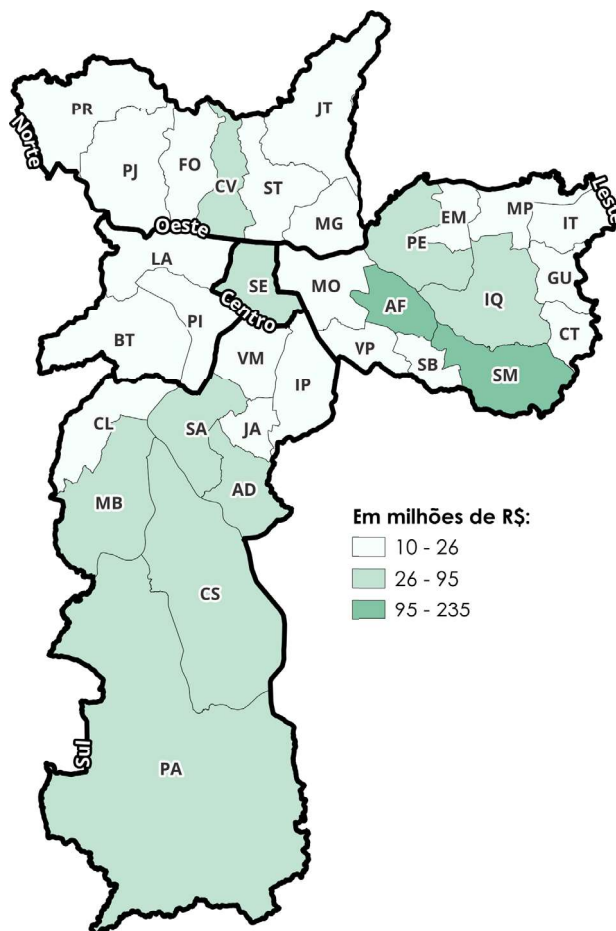 JT
PR
Norte
PJ
FO
CV
ST
MG
Oeste
Leste
EM
MP
IT
PE
LA
SE
MO
GU
AF
IQ
Centro
BT
PI
CT
VM
VP
SB
SM
IP
CL
SA
JA
AD
MB
CS
Em milhões de R$:
10 - 26
26 - 95
95 - 235
Sul
PA